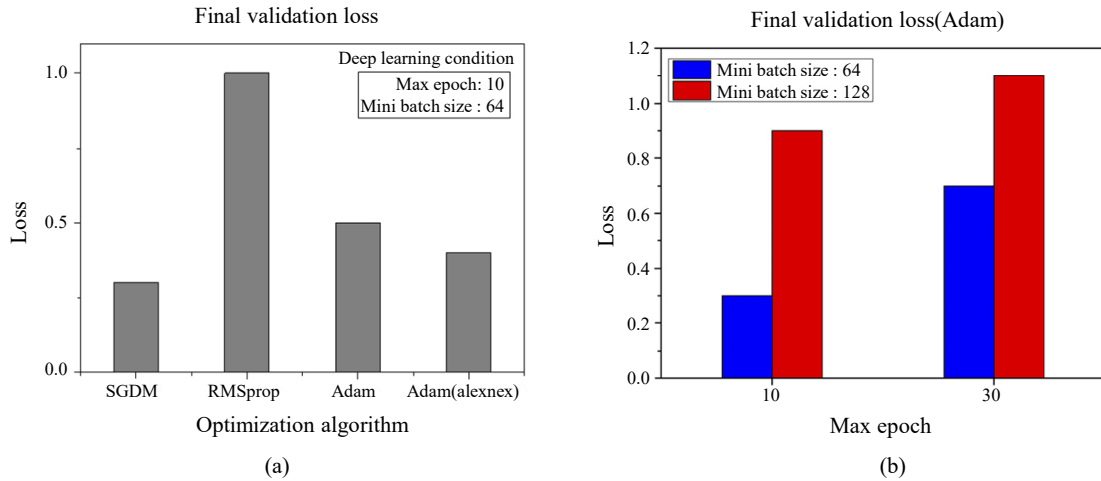 Final validation loss
Deep learning condition
Max epoch: 10
Mini batch size : 64
1.0
0.5
0.0
Loss
SGDM
RMSprop
Adam
Adam(alexnex)
Optimization algorithm
(a)
Final validation loss(Adam)
Mini batch size : 64
Mini batch size : 128
1.2
1.0
0.8
0.6
0.4
0.2
0.0
Loss
10
30
Max epoch
(b)